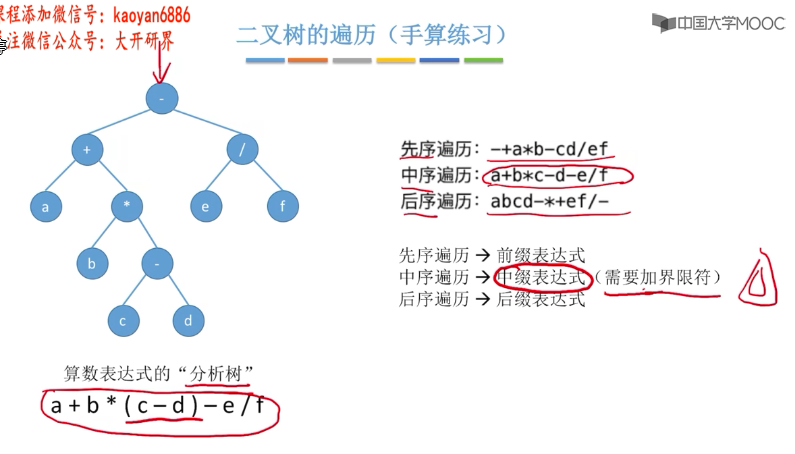 课程添加微信号：kaoyan6886
关注微信公众号：大开研界
二叉树的遍历（手算练习）
中国大学MOOC
-
+
/
a
*
e
f
b
-
c
d
先序遍历：-+a*b-cd/ef
中序遍历：a+b*c-d-e/f
后序遍历：abcd-*+ef/-
先序遍历 → 前缀表达式
中序遍历 → 中缀表达式（需要加界限符）
后序遍历 → 后缀表达式
算数表达式的“分析树”
a + b * ( c – d ) – e / f